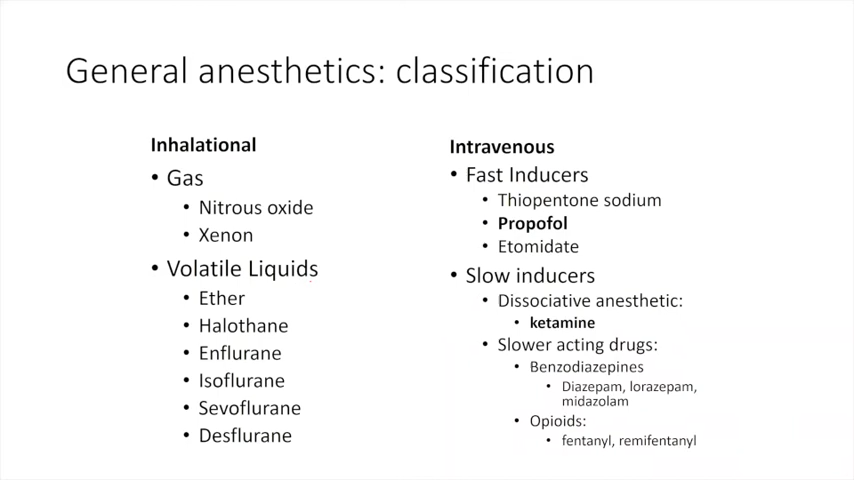 General anesthetics: classification
Inhalational
• Gas
• Nitrous oxide
• Xenon
• Volatile Liquids
• Ether
• Halothane
• Enflurane
• Isoflurane
• Sevoflurane
• Desflurane
Intravenous
• Fast Inducers
• Thiopentone sodium
• Propofol
• Etomidate
• Slow inducers
• Dissociative anesthetic:
• ketamine
• Slower acting drugs:
• Benzodiazepines
• Diazepam, lorazepam,
midazolam
• Opioids:
• fentanyl, remifentanyl